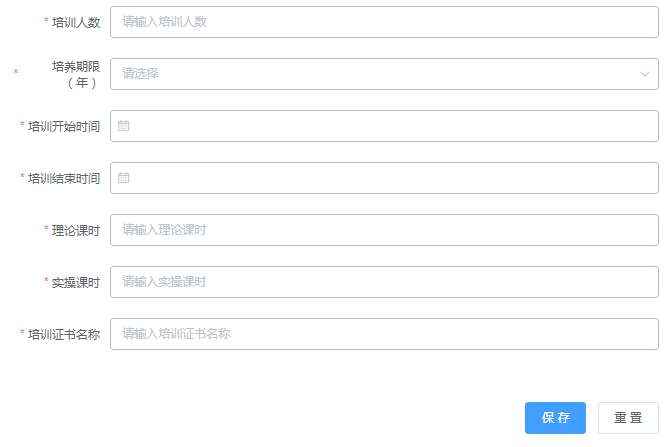 * 培训人数 请输入培训人数
* 培养期限（年） 请选择
* 培训开始时间
* 培训结束时间
* 理论课时 请输入理论课时
* 实操课时 请输入实操课时
* 培训证书名称 请输入培训证书名称
保存 重置